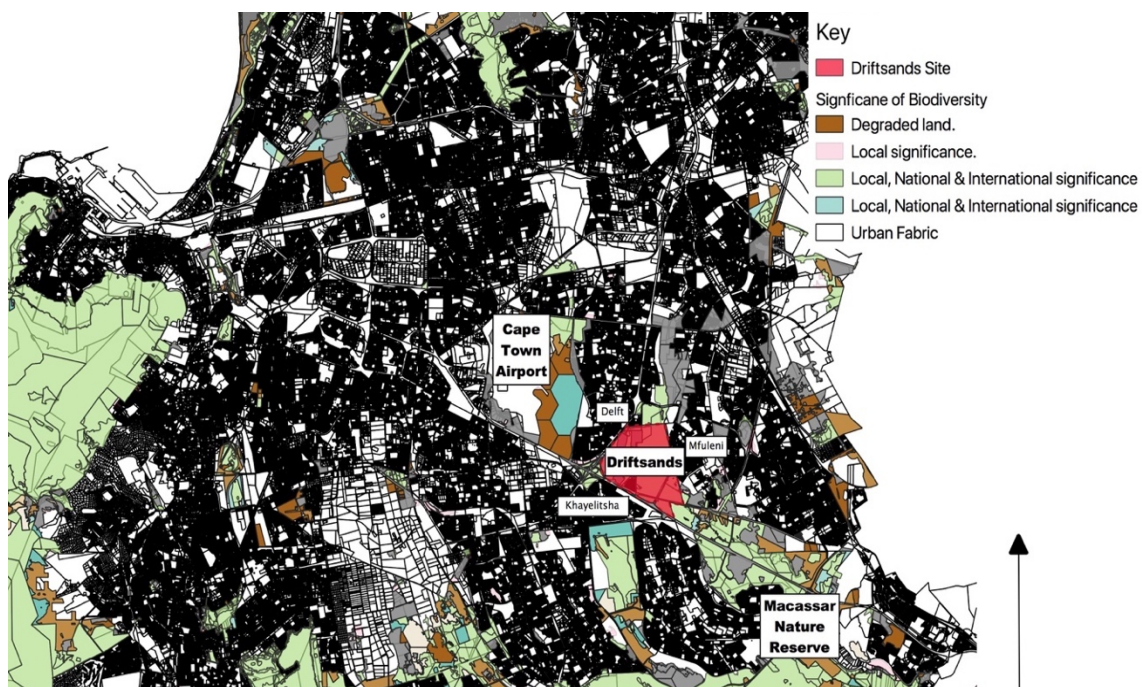 Key
Driftsands Site
Signficane of Biodiversity
Degraded land.
Local significance.
Local, National & International significance
Local, National & International significance
Urban Fabric
Cape
Town
Airport
Delft
Mfuleni
Driftsands
Khayelitsha
Macassar
Nature
Reserve